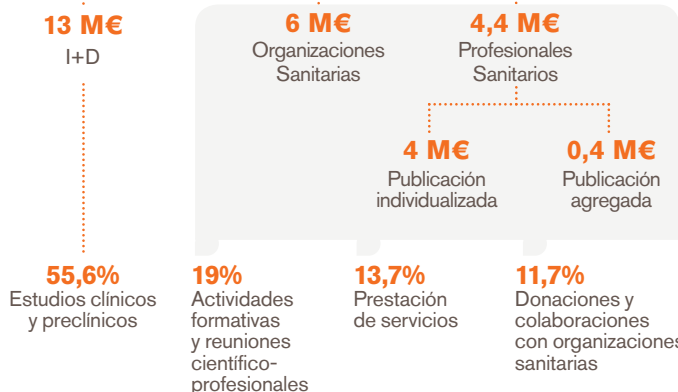 13 M€
I+D
6 M€
Organizaciones
Sanitarias
4,4 M€
Profesionales
Sanitarios
4 M€
Publicación
individualizada
0,4 M€
Publicación
agregada
55,6%
Estudios clínicos
y preclínicos
19%
Actividades
formativas
y reuniones
científico-
profesionales
13,7%
Prestación
de servicios
11,7%
Donaciones y
colaboraciones
con organizaciones
sanitarias